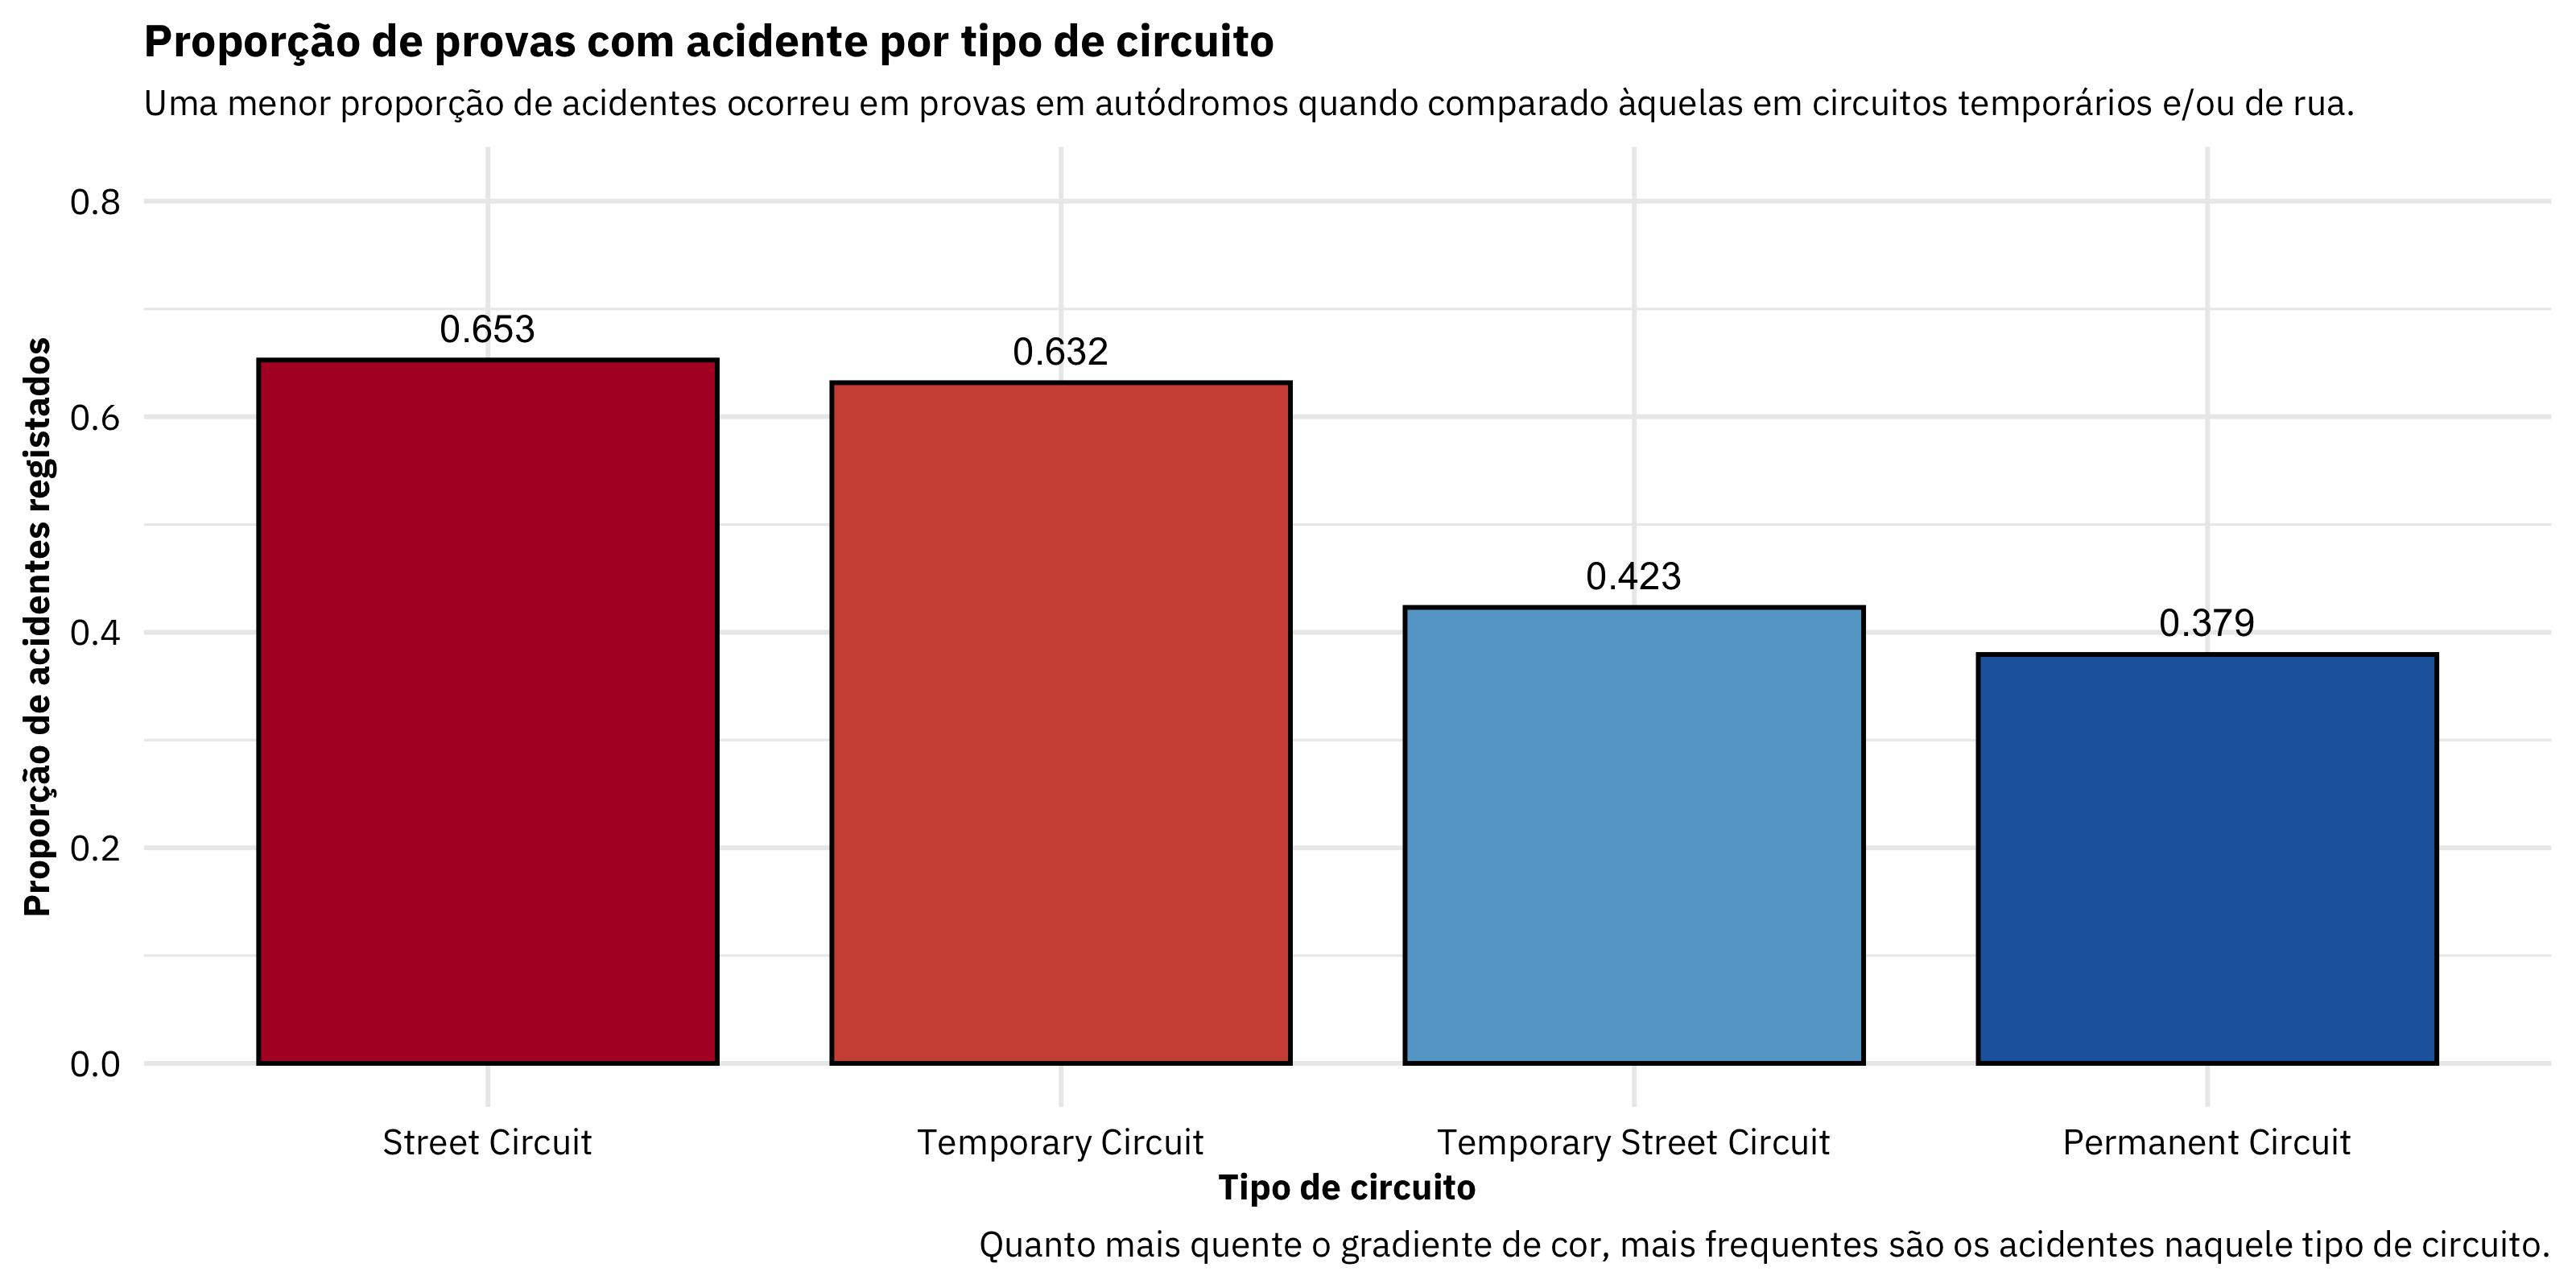 Proporção de provas com acidente por tipo de circuito
Uma menor proporção de acidentes ocorreu em provas em autódromos quando comparado àquelas em circuitos temporários e/ou de rua.
Proporção de acidentes registados
0.8
0.6
0.4
0.2
0.0
0.653
0.632
0.423
0.379
Street Circuit
Temporary Circuit
Temporary Street Circuit
Permanent Circuit
Tipo de circuito
Quanto mais quente o gradiente de cor, mais frequentes são os acidentes naquele tipo de circuito.